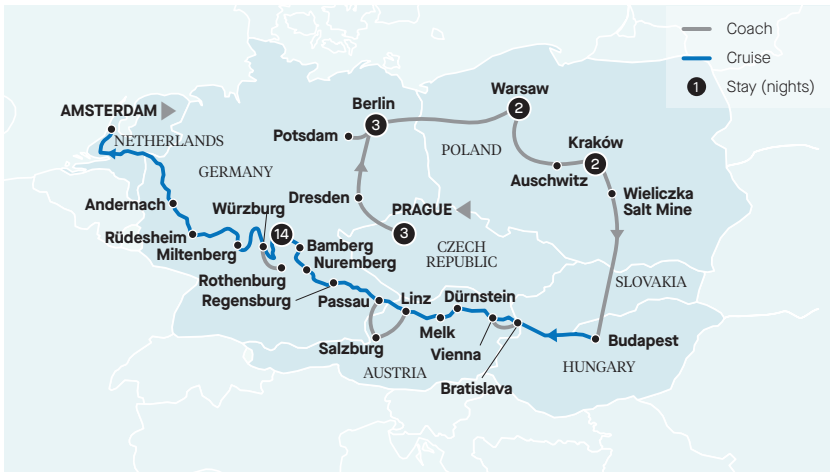 Coach
Cruise
1 Stay (nights)
Warsaw
2
Berlin
3
AMSTERDAM
NETHERLANDS
Potsdam
Kraków
2
POLAND
GERMANY
Auschwitz
Wieliczka
Salt Mine
Dresden
Andernach
Würzburg
PRAGUE
3
14
Rüdesheim
Miltenberg
Bamberg
Nuremberg
CZECH
REPUBLIC
Rothenburg
Regensburg
SLOVAKIA
Passau
Linz
Dürnstein
Melk
Budapest
Salzburg
Vienna
HUNGARY
AUSTRIA
Bratislava